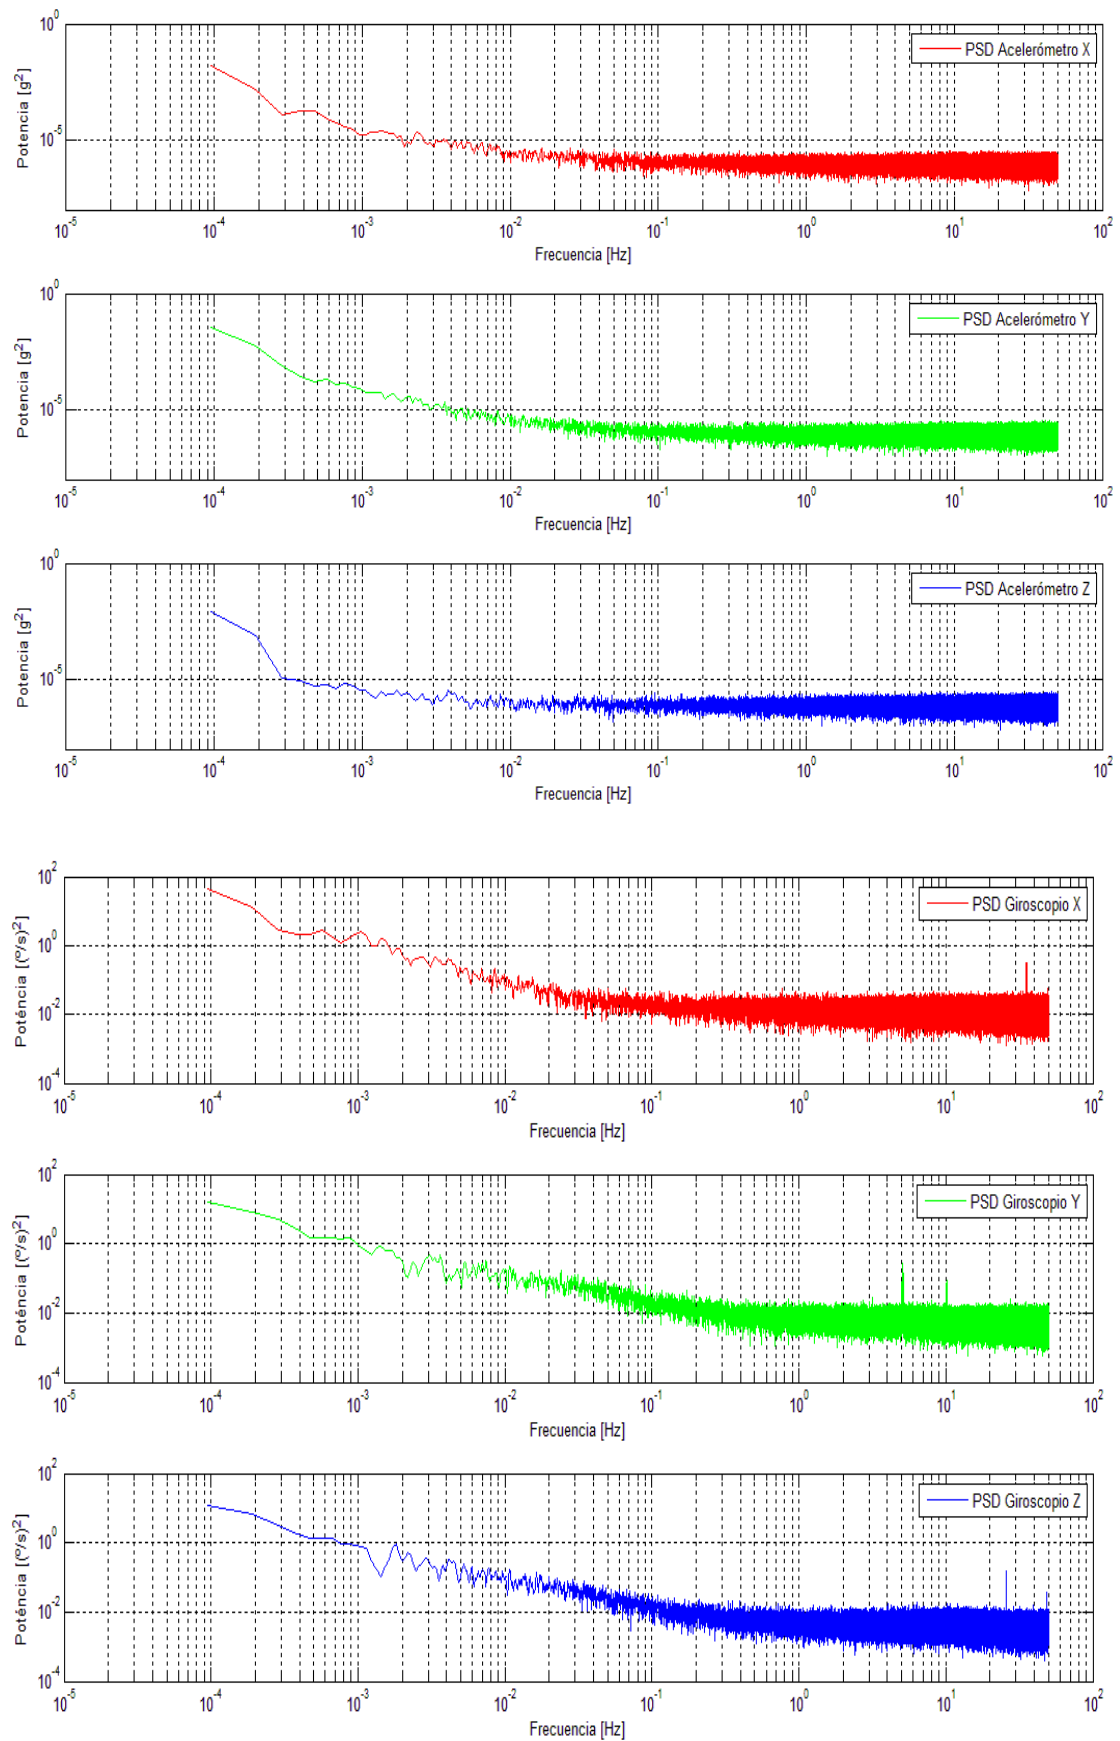 10^0
PSD Acelerómetro X
Potencia [g^2]
10^-5
10^-5 10^-4 10^-3 10^-2 10^-1 10^0 10^1 10^2
Frecuencia [Hz]
10^0
PSD Acelerómetro Y
Potencia [g^2]
10^-5
10^-5 10^-4 10^-3 10^-2 10^-1 10^0 10^1 10^2
Frecuencia [Hz]
10^0
PSD Acelerómetro Z
Potencia [g^2]
10^-5
10^-5 10^-4 10^-3 10^-2 10^-1 10^0 10^1 10^2
Frecuencia [Hz]
10^2
PSD Giroscopio X
Poténcia [(º/s)^2]
10^0
10^-2
10^-4
10^-5 10^-4 10^-3 10^-2 10^-1 10^0 10^1 10^2
Frecuencia [Hz]
10^2
PSD Giroscopio Y
Poténcia [(º/s)^2]
10^0
10^-2
10^-4
10^-5 10^-4 10^-3 10^-2 10^-1 10^0 10^1 10^2
Frecuencia [Hz]
10^2
PSD Giroscopio Z
Poténcia [(º/s)^2]
10^0
10^-2
10^-4
10^-5 10^-4 10^-3 10^-2 10^-1 10^0 10^1 10^2
Frecuencia [Hz]